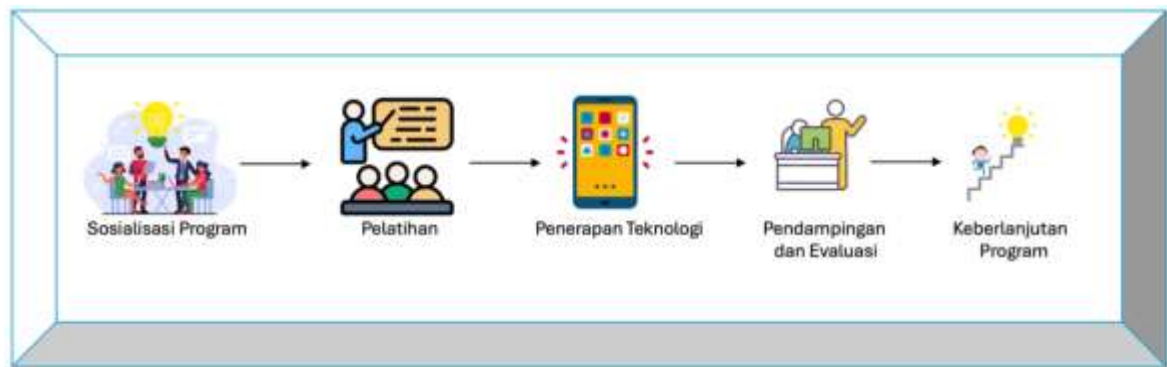 Sosialisasi Program
Pelatihan
Penerapan Teknologi
Pendampingan
dan Evaluasi
Keberlanjutan
Program